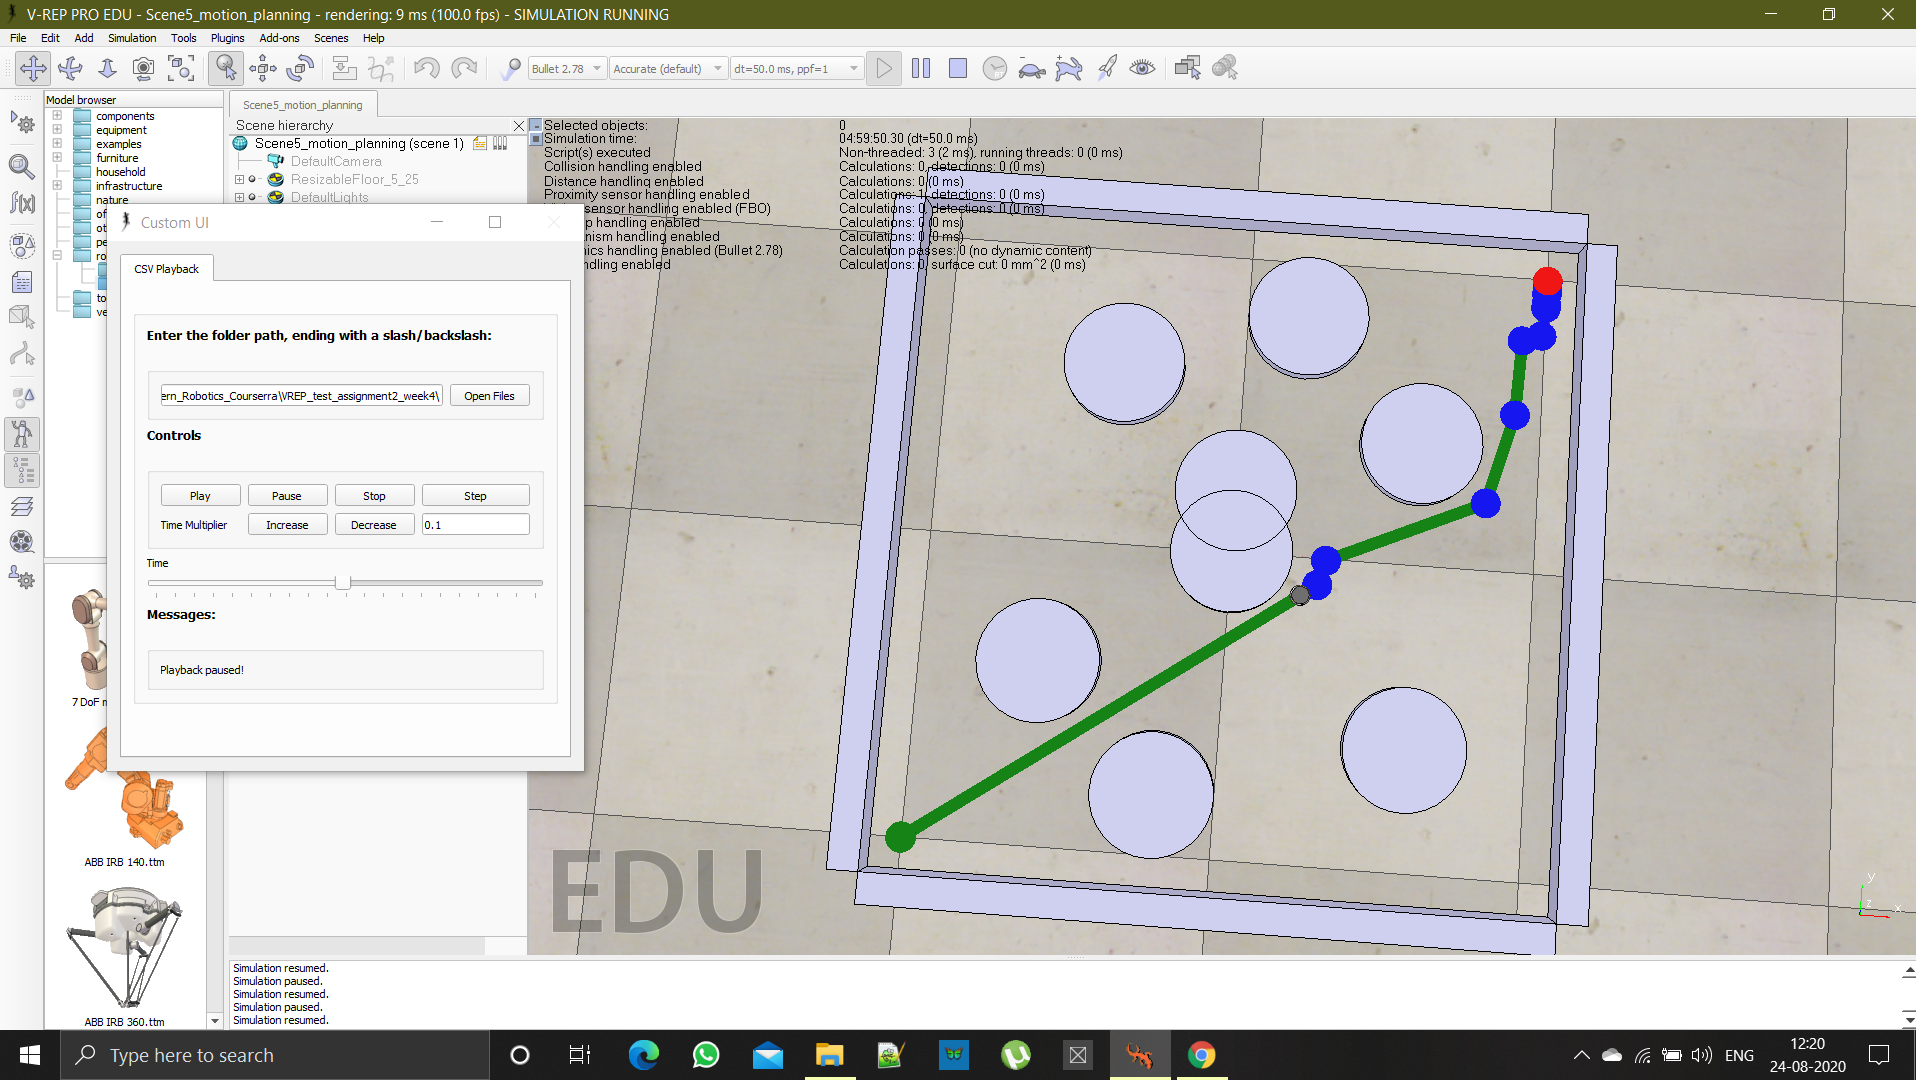 V-REP PRO EDU - Scene5_motion_planning - rendering: 9 ms (100.0 fps) - SIMULATION RUNNING
File Edit Add Simulation Tools Plugins Add-ons Scenes Help
Bullet 2.78 Accurate (default) dt=50.0 ms, ppf=1
Model browser
components
equipment
examples
furniture
household
infrastructure
nature
of
ot
pe
ro
to
ve
7 DoF m
ABB IRB 140.ttm
ABB IRB 360.ttm
Scene5_motion_planning
Scene hierarchy
Scene5_motion_planning (scene 1)
DefaultCamera
ResizableFloor_5_25
DefaultLights
Selected objects: 0
Simulation time: 04:59:50.30 (dt=50.0 ms)
Script(s) executed Non-threaded: 3 (2 ms), running threads: 0 (0 ms)
Collision handling enabled Calculations: 0, detections: 0 (0 ms)
Distance handling enabled Calculations: 0 (0 ms)
Proximity sensor handling enabled Calculations: 1, detections: 0 (0 ms)
sensor handling enabled (FBO) Calculations: 0, detections: 0 (0 ms)
p handling enabled Calculations: 0 (0 ms)
anism handling enabled Calculations: 0 (0 ms)
ics handling enabled (Bullet 2.78) Calculation passes: 0 (no dynamic content)
ndling enabled Calculations: 0, surface cut: 0 mm^2 (0 ms)
Custom UI
CSV Playback
Enter the folder path, ending with a slash/backslash:
ern_Robotics_Courserra\VREP_test_assignment2_week4\ Open Files
Controls
Play Pause Stop Step
Time Multiplier Increase Decrease 0.1
Time
Messages:
Playback paused!
EDU
y
z
x
Simulation resumed.
Simulation paused.
Simulation resumed.
Simulation paused.
Simulation resumed.
Type here to search
ENG
12:20
24-08-2020